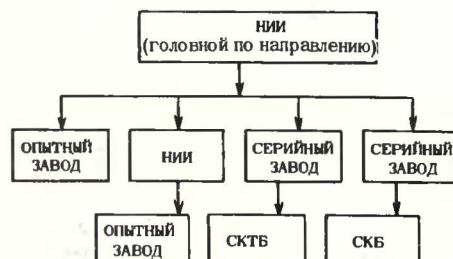 НИИ
(головной по направлению)
ОПЫТНЫЙ
ЗАВОД
НИИ
СЕРИЙНЫЙ
ЗАВОД
СЕРИЙНЫЙ
ЗАВОД
ОПЫТНЫЙ
ЗАВОД
СКТБ
СКБ